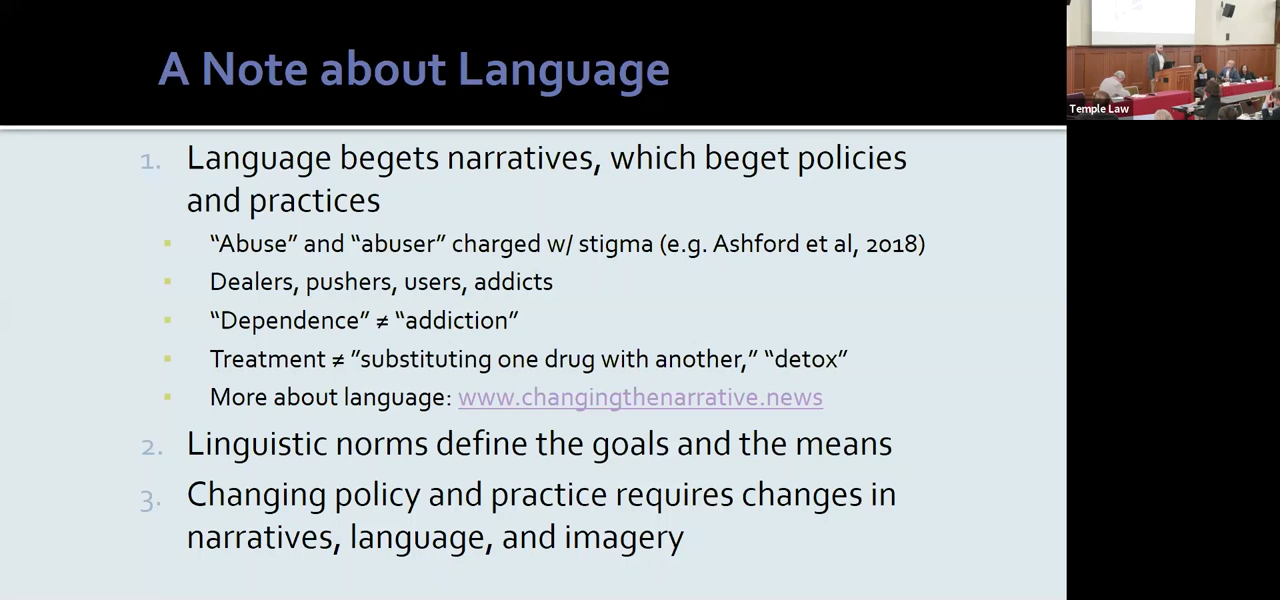 A Note about Language
Temple Law
1. Language begets narratives, which beget policies
and practices
▪ “Abuse” and “abuser” charged w/ stigma (e.g. Ashford et al, 2018)
▪ Dealers, pushers, users, addicts
▪ “Dependence” ≠ “addiction”
▪ Treatment ≠ ”substituting one drug with another,” “detox”
▪ More about language: www.changingthenarrative.news
2. Linguistic norms define the goals and the means
3. Changing policy and practice requires changes in
narratives, language, and imagery